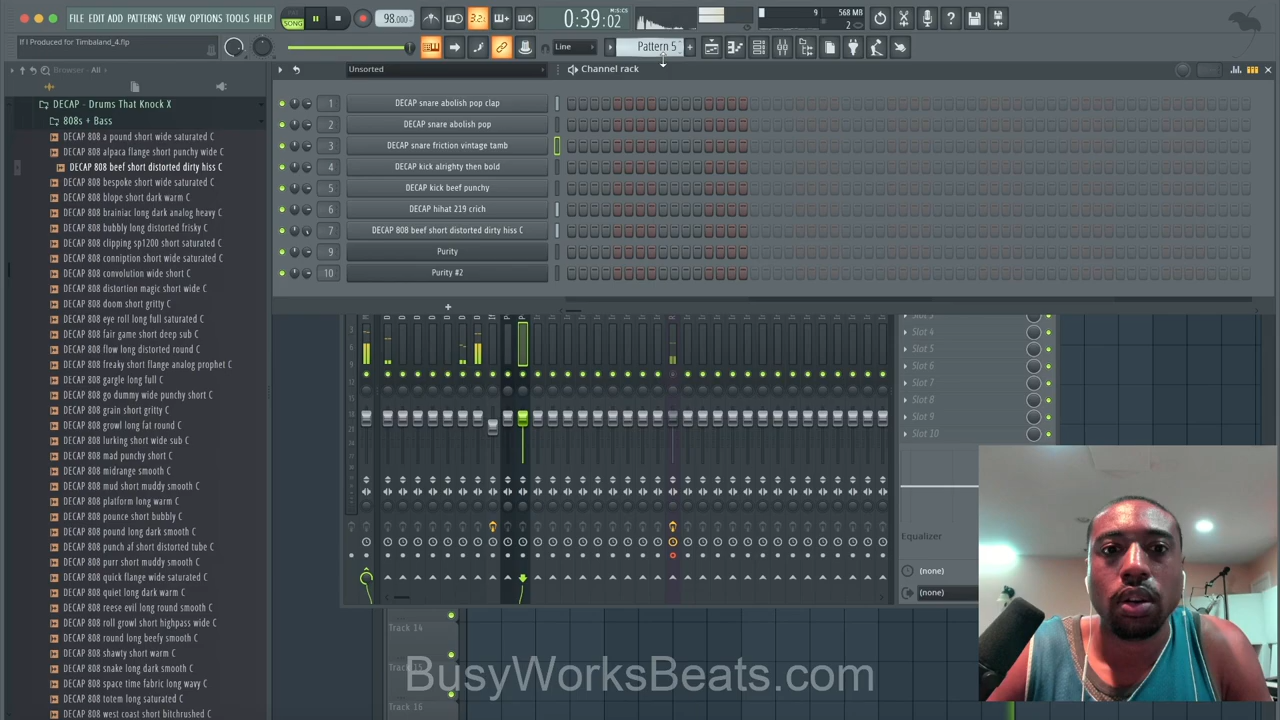 FILE EDIT ADD PATTERNS VIEW OPTIONS TOOLS HELP
PAT
SONG
98.000
3.2:
0:39:02
9
568 MB
2
If I Produced for Timbaland_4.flp
Line
Pattern 5
Browser - All
Unsorted
Channel rack
DECAP - Drums That Knock X
808s + Bass
DECAP 808 a pound short wide saturated C
DECAP 808 alpaca flange short punchy wide C
DECAP 808 beef short distorted dirty hiss C
DECAP 808 bespoke short wide saturated C
DECAP 808 blope short dark warm C
DECAP 808 brainiac long dark analog heavy C
DECAP 808 bubbly long distorted frisky C
DECAP 808 clipping sp1200 short saturated C
DECAP 808 conniption short wide saturated C
DECAP 808 convolution wide short C
DECAP 808 distortion magic short wide C
DECAP 808 doom short gritty C
DECAP 808 eye roll long full saturated C
DECAP 808 fair game short deep sub C
DECAP 808 flow long distorted round C
DECAP 808 freaky short flange analog prophet C
DECAP 808 gargle long full C
DECAP 808 go dummy wide punchy short C
DECAP 808 grain short gritty C
DECAP 808 growl long fat round C
DECAP 808 lurking short wide sub C
DECAP 808 mad punchy short C
DECAP 808 midrange smooth C
DECAP 808 mud short muddy smooth C
DECAP 808 platform long warm C
DECAP 808 pounce short bubbly C
DECAP 808 pound long dark smooth C
DECAP 808 punch af short distorted tube C
DECAP 808 purr short muddy smooth C
DECAP 808 quick flange wide saturated C
DECAP 808 quiet long dark warm C
DECAP 808 reese evil long round smooth C
DECAP 808 roll growl short highpass wide C
DECAP 808 round long beefy smooth C
DECAP 808 shawty short warm C
DECAP 808 snake long dark smooth C
DECAP 808 space time fabric long wavy C
DECAP 808 totem long saturated C
DECAP 808 west coast short bitcrushed C
1 DECAP snare abolish pop clap
2 DECAP snare abolish pop
3 DECAP snare friction vintage tamb
4 DECAP kick alrighty then bold
5 DECAP kick beef punchy
6 DECAP hihat 219 crich
7 DECAP 808 beef short distorted dirty hiss C
9 Purity
10 Purity #2
Slot 4
Slot 5
Slot 6
Slot 7
Slot 8
Slot 9
Slot 10
Equalizer
(none)
(none)
Track 14
Track 16
BusyWorksBeats.com